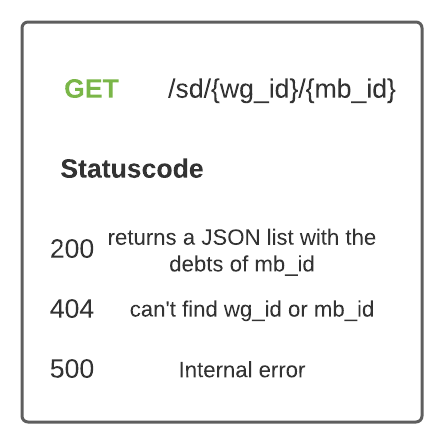 GET /sd/{wg_id}/{mb_id}
Statuscode
200 returns a JSON list with the
debts of mb_id
404 can't find wg_id or mb_id
500 Internal error